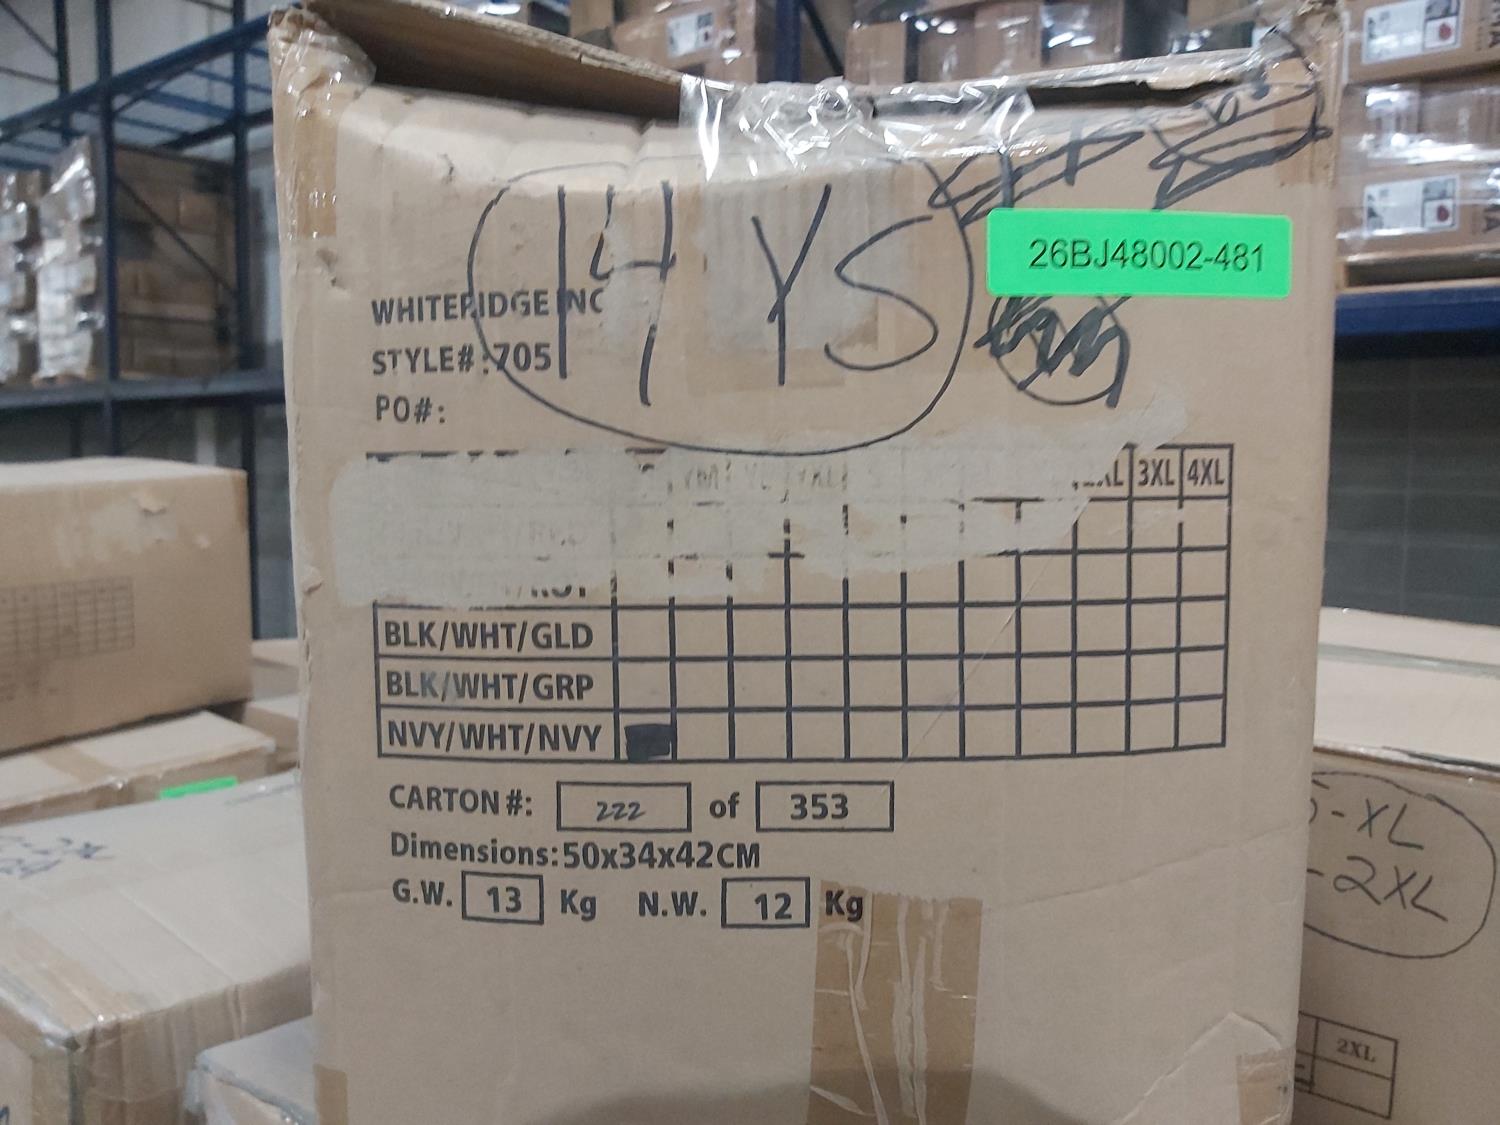 14 YS
26BJ48002-481
WHITERIDGE INC
STYLE#:705
PO#:
3XL 4XL
BLK/WHT/GLD
BLK/WHT/GRP
NVY/WHT/NVY
CARTON#: 222 of 353
Dimensions:50x34x42CM
G.W. 13 Kg N.W. 12 Kg
-XL
-2XL
2XL